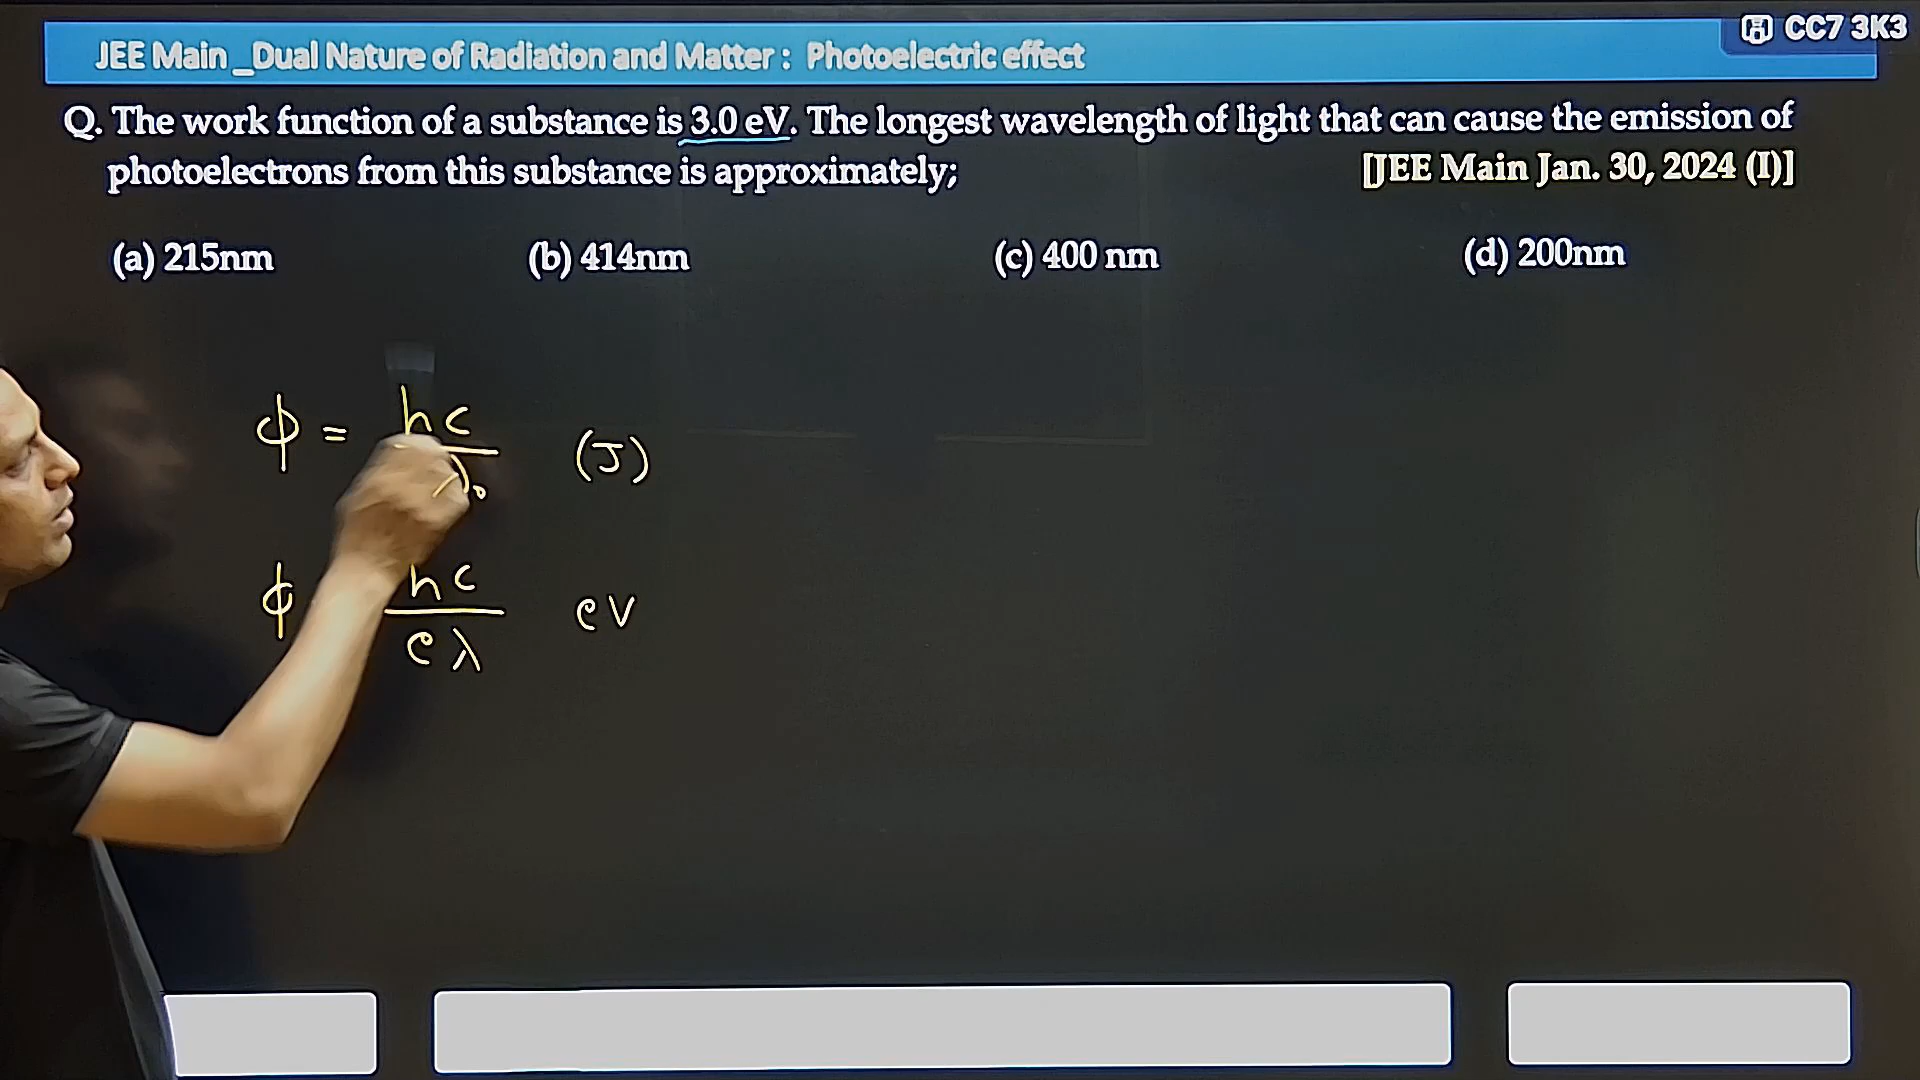 CC7 3K3
JEE Main _Dual Nature of Radiation and Matter : Photoelectric effect
Q. The work function of a substance is 3.0 eV. The longest wavelength of light that can cause the emission of
photoelectrons from this substance is approximately;
[JEE Main Jan. 30, 2024 (I)]
(a) 215nm (b) 414nm (c) 400 nm (d) 200nm
ϕ = hc/λ₀ (J)
ϕ hc/eλ eV